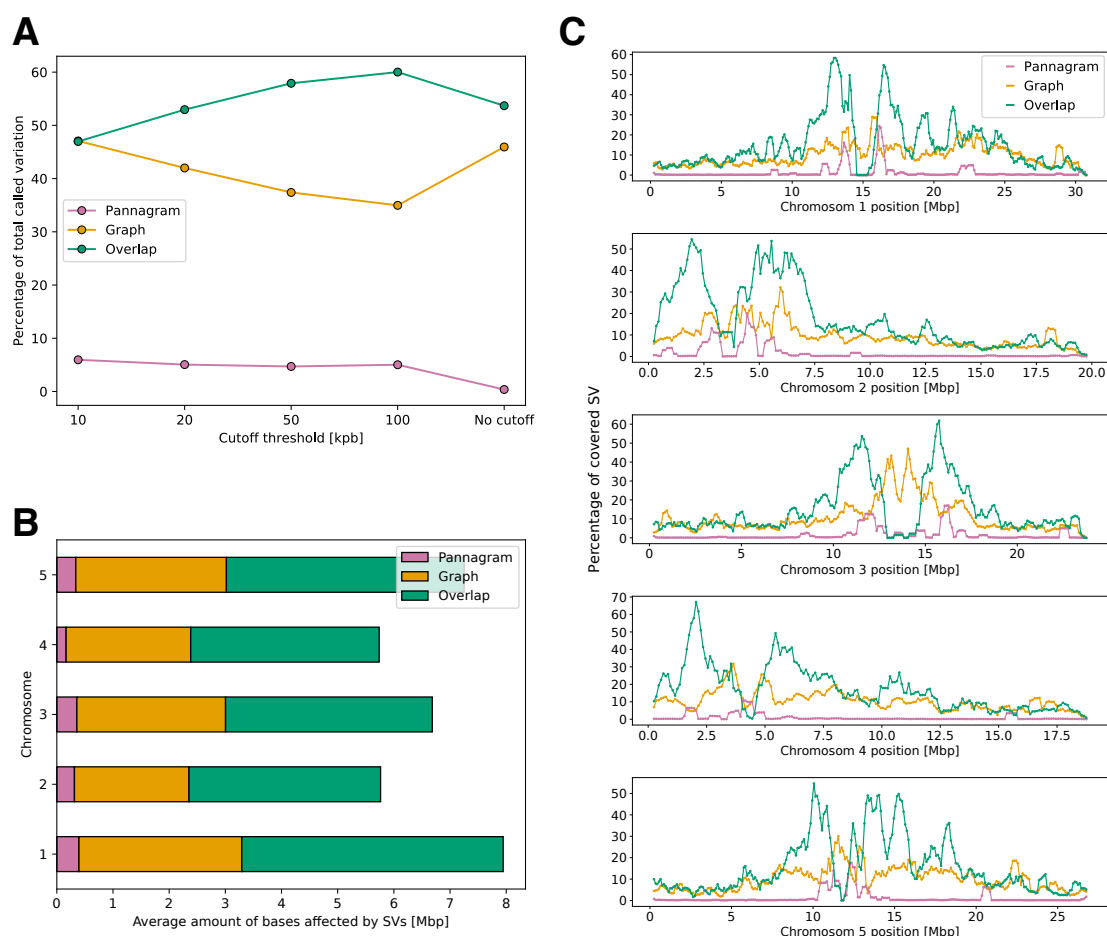 A
60
50
40
30
20
10
0
Percentage of total called variation
Pannagram
Graph
Overlap
10 20 50 100 No cutoff
Cutoff threshold [kpb]
B
Pannagram
Graph
Overlap
5
4
3
2
1
Chromosome
0 1 2 3 4 5 6 7 8
Average amount of bases affected by SVs [Mbp]
C
Percentage of covered SV
Pannagram
Graph
Overlap
60
50
40
30
20
10
0
0 5 10 15 20 25 30
Chromosom 1 position [Mbp]
50
40
30
20
10
0
0.0 2.5 5.0 7.5 10.0 12.5 15.0 17.5 20.0
Chromosom 2 position [Mbp]
60
50
40
30
20
10
0
0 5 10 15 20
Chromosom 3 position [Mbp]
70
60
50
40
30
20
10
0
0.0 2.5 5.0 7.5 10.0 12.5 15.0 17.5
Chromosom 4 position [Mbp]
50
40
30
20
10
0
0 5 10 15 20 25
Chromosom 5 position [Mbp]